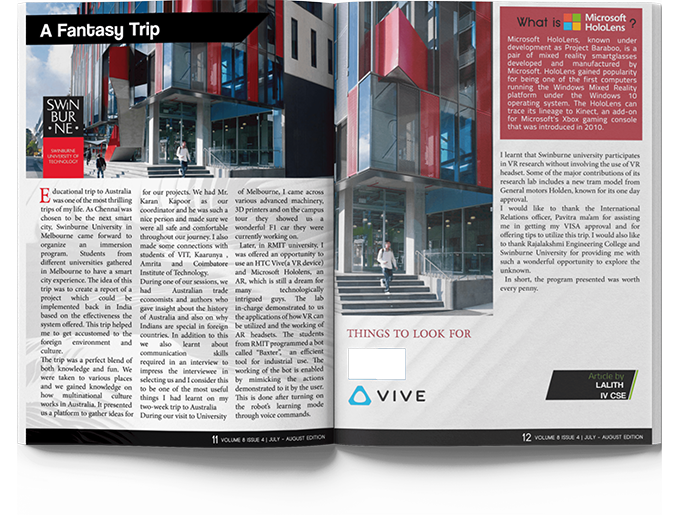 A Fantasy Trip
SWIN
BUR
•NE•
SWINBURNE
UNIVERSITY OF
TECHNOLOGY
Educational trip to Australia
was one of the most thrilling
trips of my life. As Chennai was
chosen to be the next smart
city, Swinburne University in
Melbourne came forward to
organize an immersion
program. Students from
different universities gathered
in Melbourne to have a smart
city experience. The idea of this
trip was to create a report of a
project which could be
implemented back in India
based on the effectiveness the
system offered. This trip helped
me to get accustomed to the
foreign environment and
culture.
The trip was a perfect blend of
both knowledge and fun. We
were taken to various places
and we gained knowledge on
how multinational culture
works in Australia. It presented
us a platform to gather ideas for
for our projects. We had Mr.
Karan Kapoor as our
coordinator and he was such a
nice person and made sure we
were all safe and comfortable
throughout our journey. I also
made some connections with
students of VIT, Kaarunya ,
Amrita and Coimbatore
Institute of Technology.
During one of our sessions, we
had Australian trade
economists and authors who
gave insight about the history
of Australia and also on why
Indians are special in foreign
countries. In addition to this
we also learnt about
communication skills
required in an interview to
impress the interviewee in
selecting us and I consider this
to be one of the most useful
things I had learnt on my
two-week trip to Australia
During our visit to University
of Melbourne, I came across
various advanced machinery,
3D printers and on the campus
tour they showed us a
wonderful F1 car they were
currently working on.
Later, in RMIT university, I
was offered an opportunity to
use an HTC Vive(a VR device)
and Microsoft Hololens, an
AR, which is still a dream for
many technologically
intrigued guys. The lab
in-charge demonstrated to us
the applications of how VR can
be utilized and the working of
AR headsets. The students
from RMIT programmed a bot
called "Baxter", an efficient
tool for industrial use. The
working of the bot is enabled
by mimicking the actions
demonstrated to it by the user.
This is done after turning on
the robot's learning mode
through voice commands.
11 VOLUME 8 ISSUE 4 | JULY - AUGUST EDITION
What is Microsoft HoloLens ?
Microsoft HoloLens, known under
development as Project Baraboo, is a
pair of mixed reality smartglasses
developed and manufactured by
Microsoft. HoloLens gained popularity
for being one of the first computers
running the Windows Mixed Reality
platform under the Windows 10
operating system. The HoloLens can
trace its lineage to Kinect, an add-on
for Microsoft's Xbox gaming console
that was introduced in 2010.
I learnt that Swinburne university participates
in VR research without involving the use of VR
headset. Some of the major contributions of its
research lab includes a new tram model from
General motors Holden, known for its one day
approval.
I would like to thank the International
Relations officer, Pavitra ma'am for assisting
me in getting my VISA approval and for
offering tips to utilize this trip. I would also like
to thank Rajalakshmi Engineering College and
Swinburne University for providing me with
such a wonderful opportunity to explore the
unknown.
In short, the program presented was worth
every penny.
THINGS TO LOOK FOR
VIVE
Article by
LALITH
IV CSE
12 VOLUME 8 ISSUE 4 | JULY - AUGUST EDITION